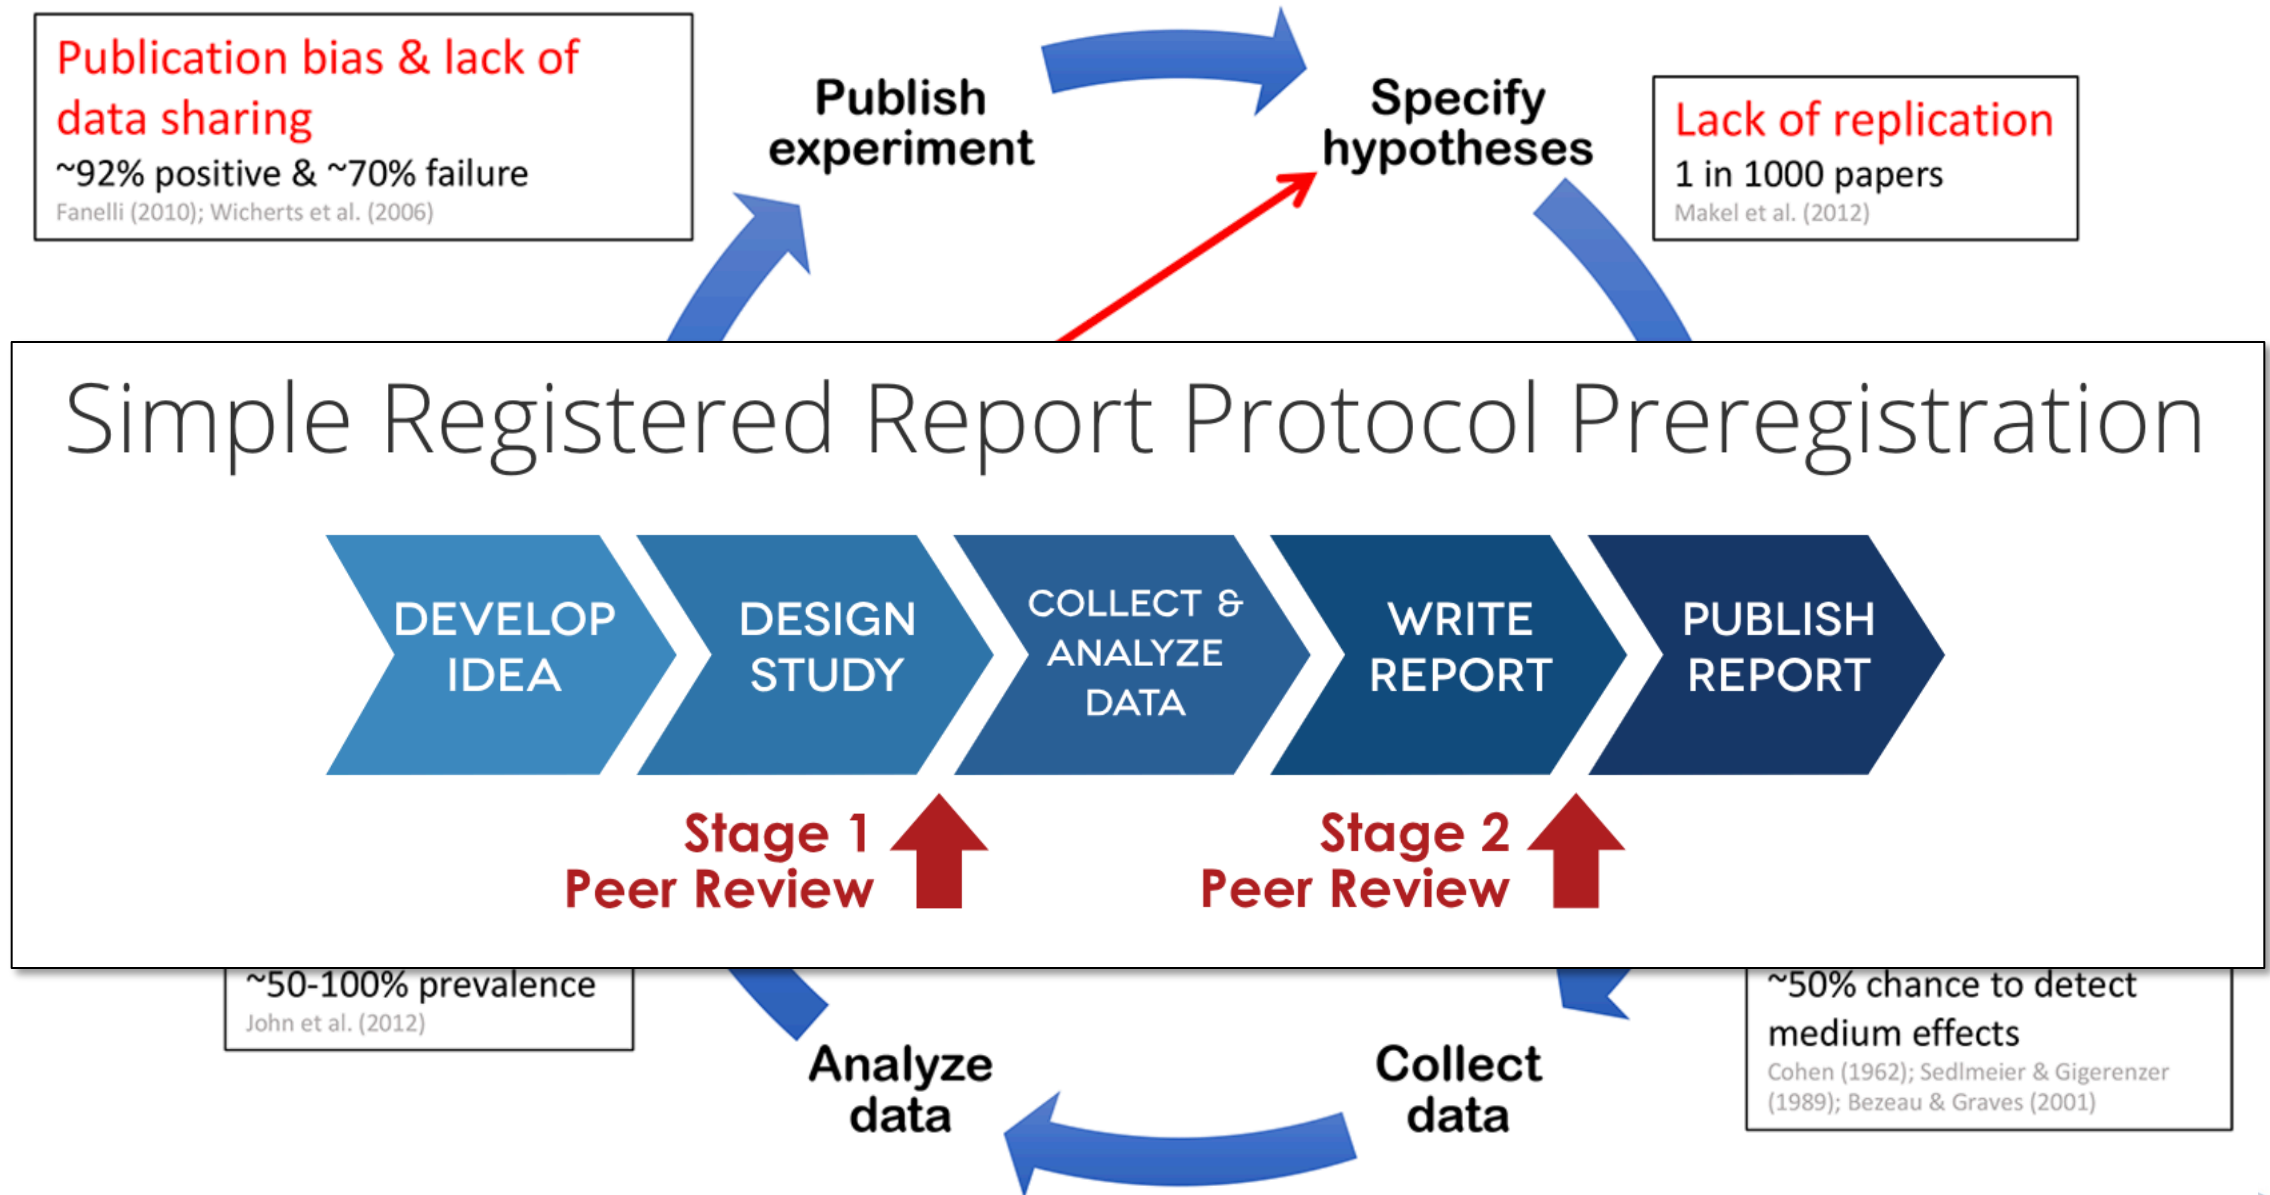 Publication bias & lack of
data sharing
~92% positive & ~70% failure
Fanelli (2010); Wicherts et al. (2006)
Publish
experiment
Specify
hypotheses
Lack of replication
1 in 1000 papers
Makel et al. (2012)
Simple Registered Report Protocol Preregistration
DEVELOP
IDEA
DESIGN
STUDY
COLLECT &
ANALYZE
DATA
WRITE
REPORT
PUBLISH
REPORT
Stage 1
Peer Review
Stage 2
Peer Review
~50-100% prevalence
John et al. (2012)
Analyze
data
Collect
data
~50% chance to detect
medium effects
Cohen (1962); Sedlmeier & Gigerenzer
(1989); Bezeau & Graves (2001)